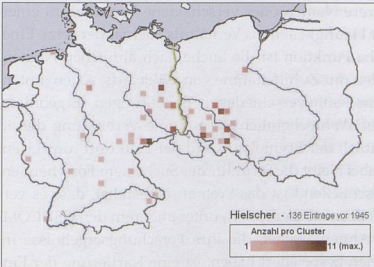 Hielscher - 136 Einträge vor 1945
Anzahl pro Cluster
1 11 (max.)